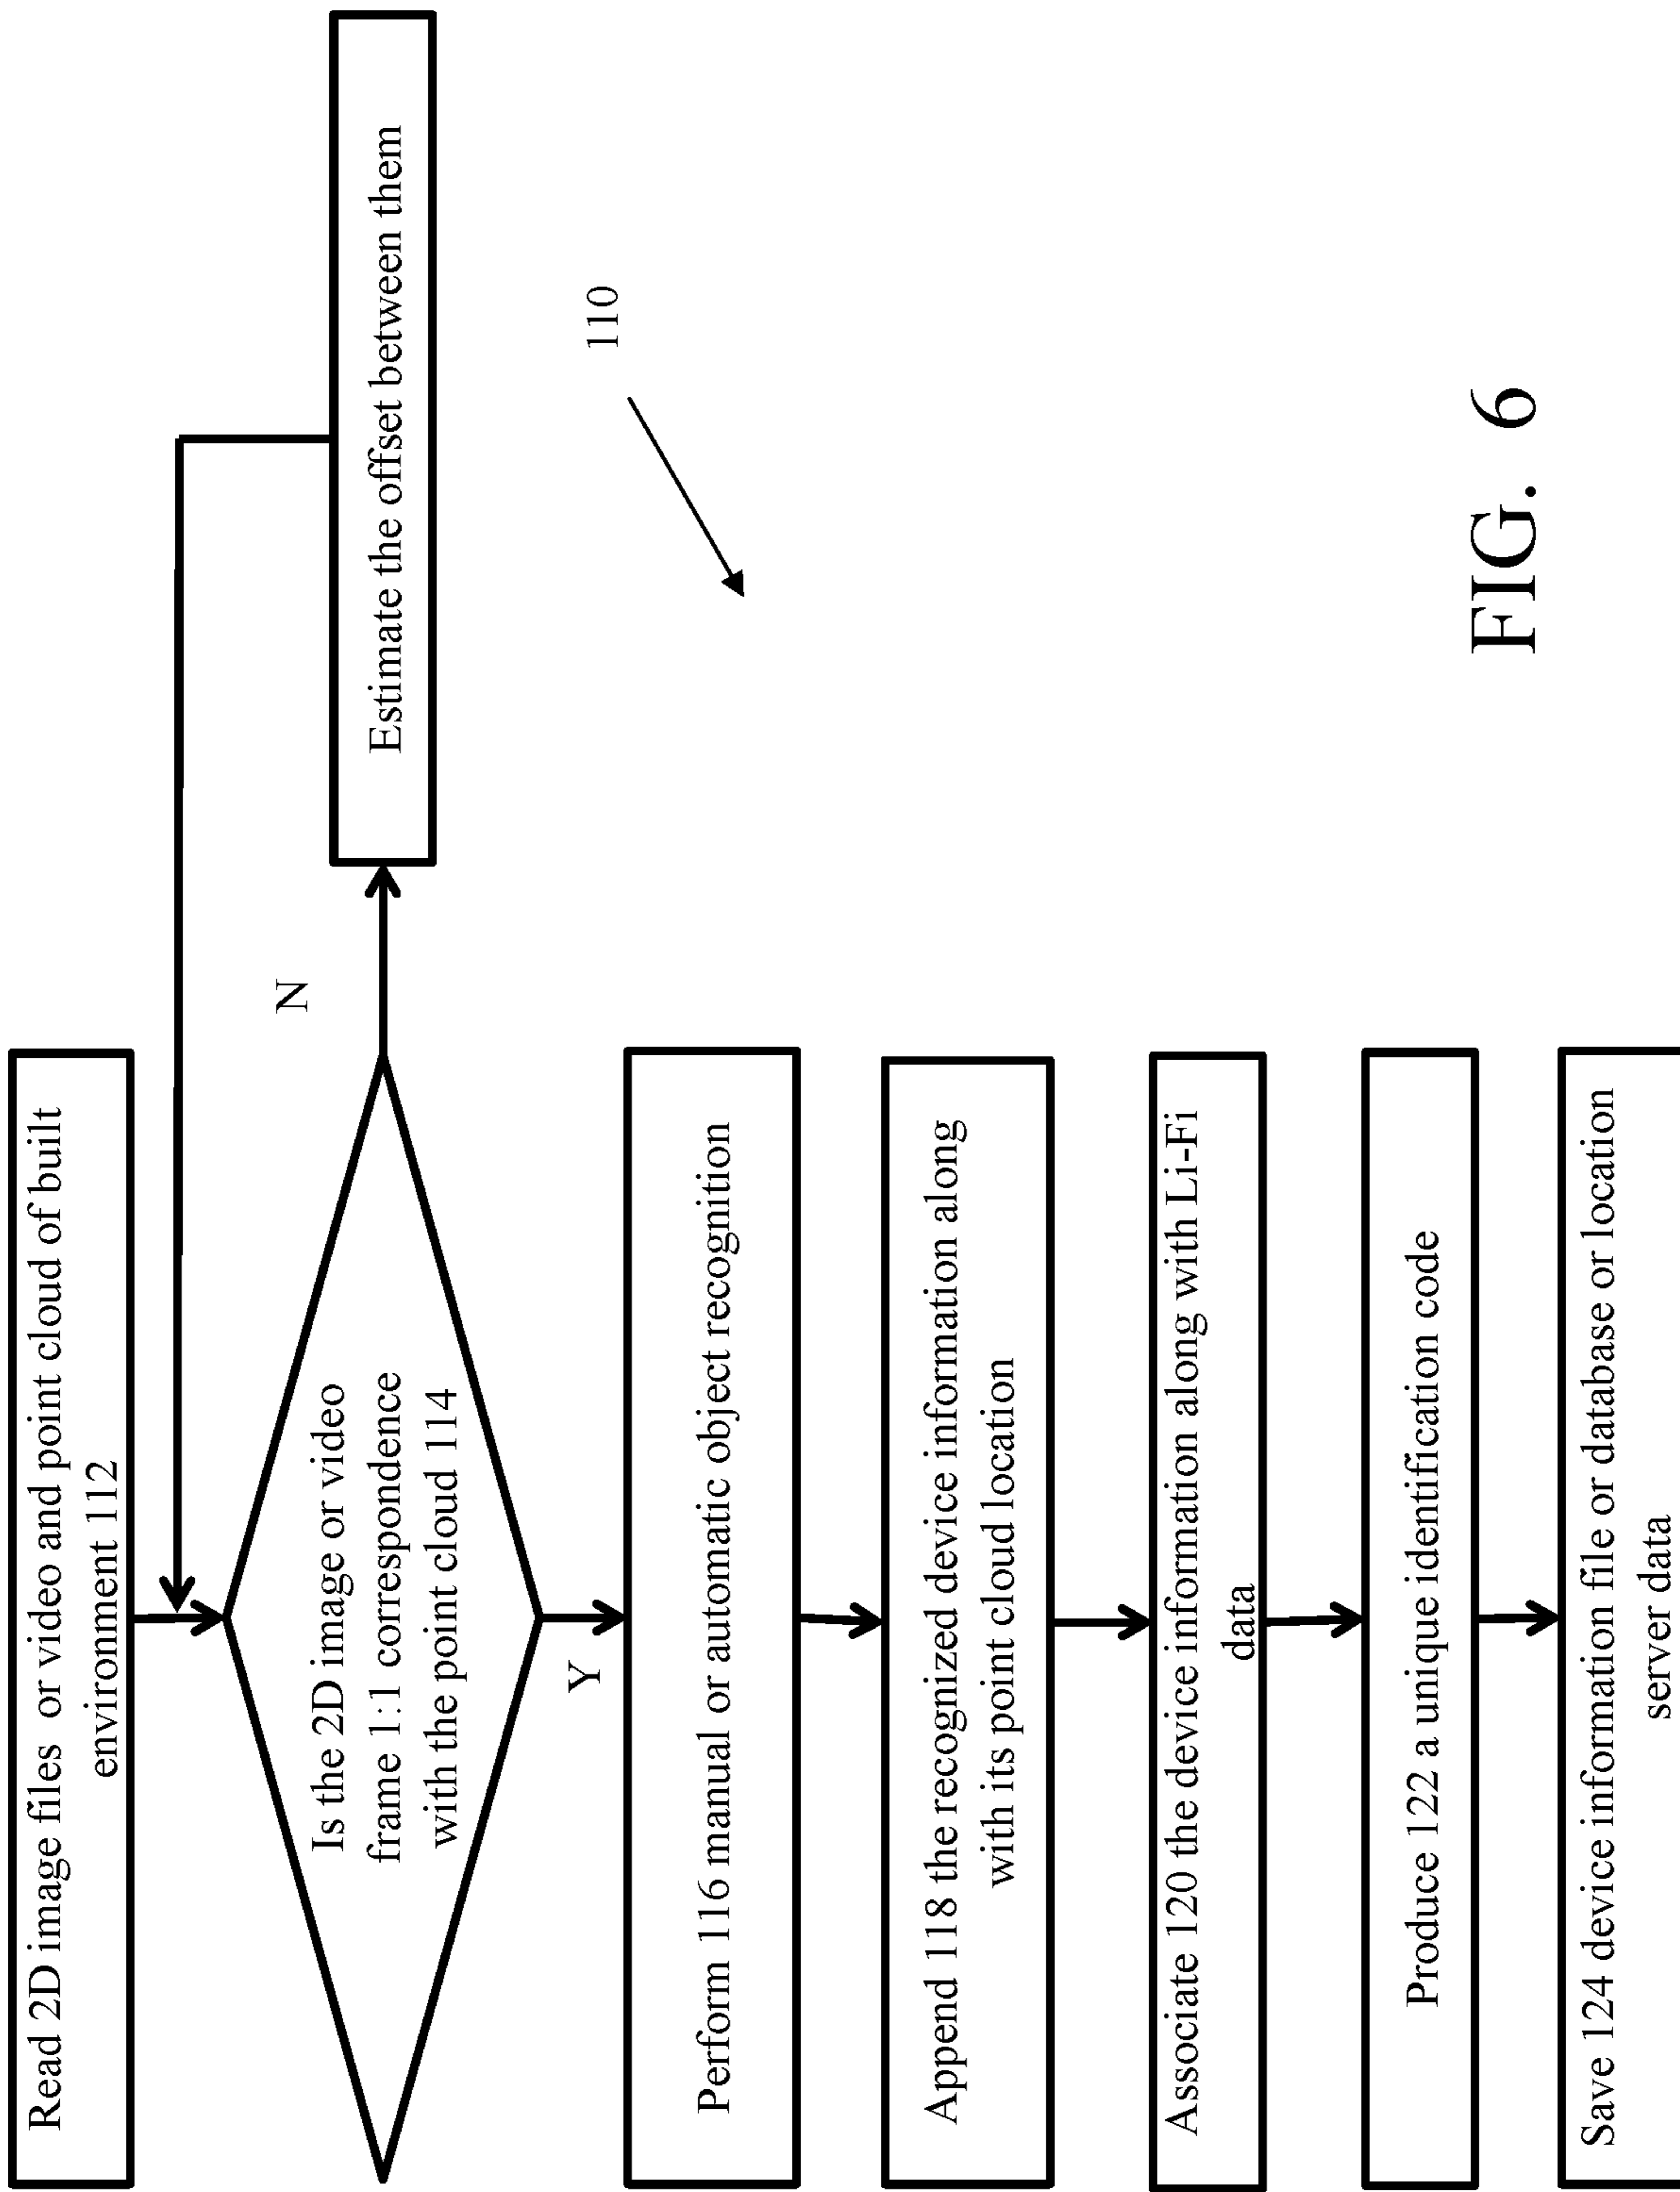 Read 2D image files or video and point cloud of built
environment 112
Is the 2D image or video
frame 1:1 correspondence
with the point cloud 114
N
Estimate the offset between them
Y
110
Perform 116 manual or automatic object recognition
Append 118 the recognized device information along
with its point cloud location
Associate 120 the device information along with Li-Fi
data
Produce 122 a unique identification code
Save 124 device information file or database or location
server data
FIG. 6